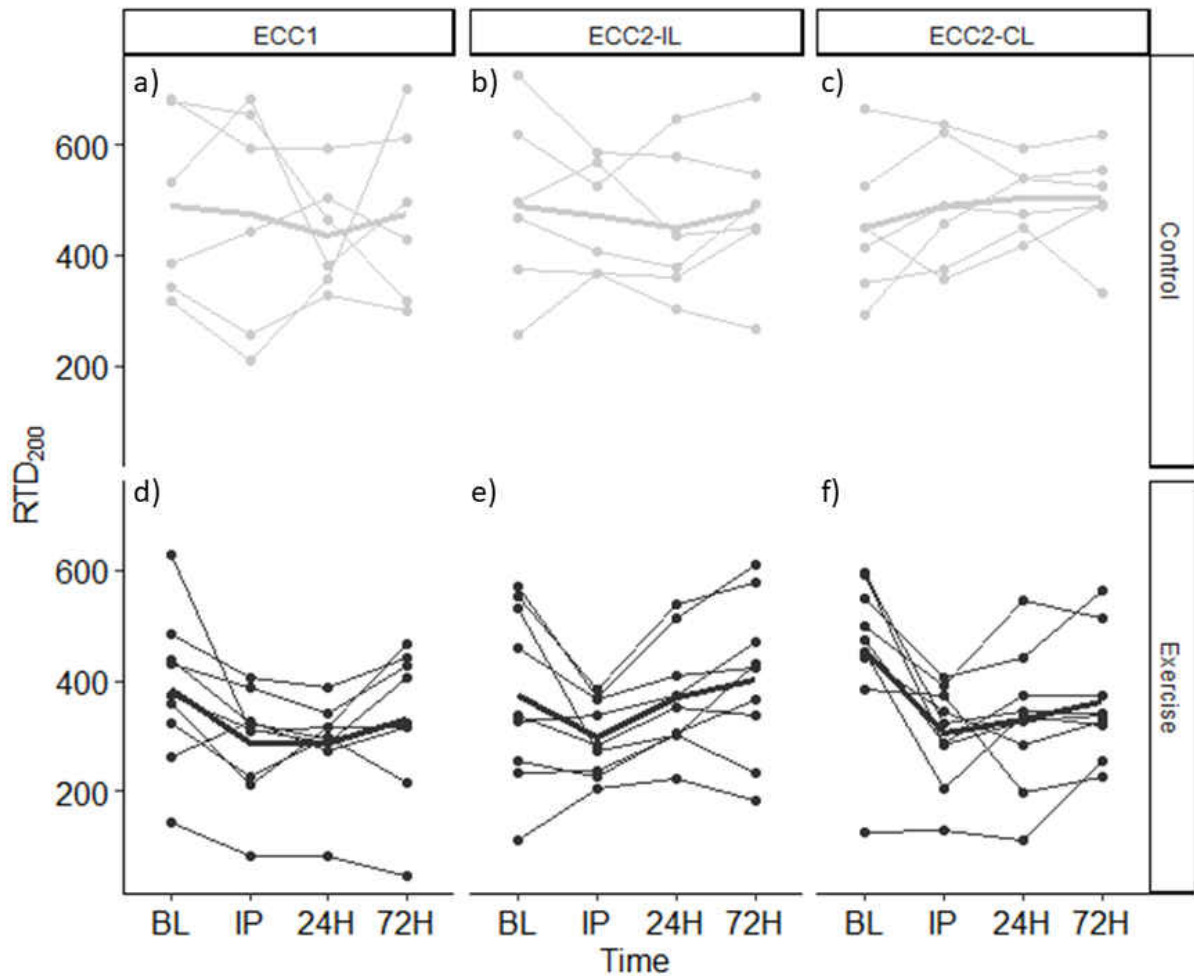 ECC1 ECC2-IL ECC2-CL
a) b) c)
600
400
200
Control
RTD200
d) e) f)
600
400
200
Exercise
BL IP 24H 72H BL IP 24H 72H BL IP 24H 72H
Time